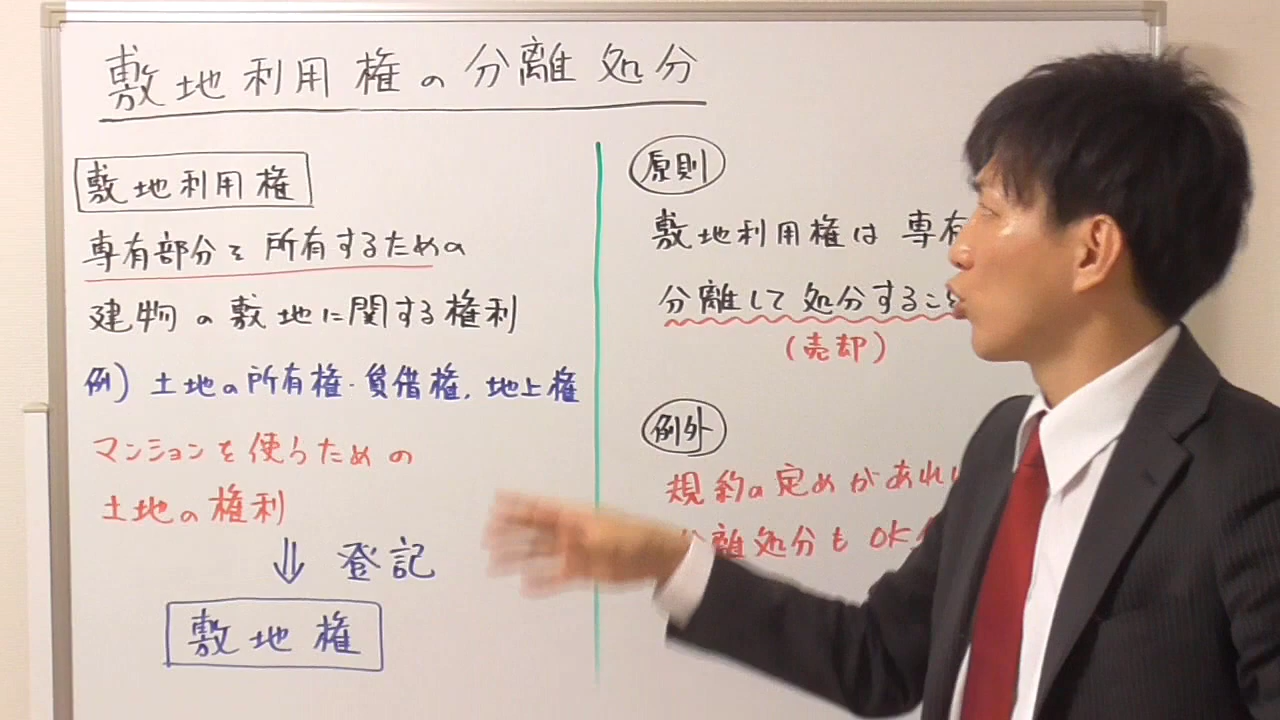 敷地利用権の分離処分
敷地利用権
専有部分を所有するための
建物の敷地に関する権利
例) 土地の所有権・賃借権, 地上権
マンションを使うための
土地の権利
⇓ 登記
敷地権
原則
敷地利用権は専有
分離して処分すること
(売却)
例外
規約の定めがあれ
分離処分もOK